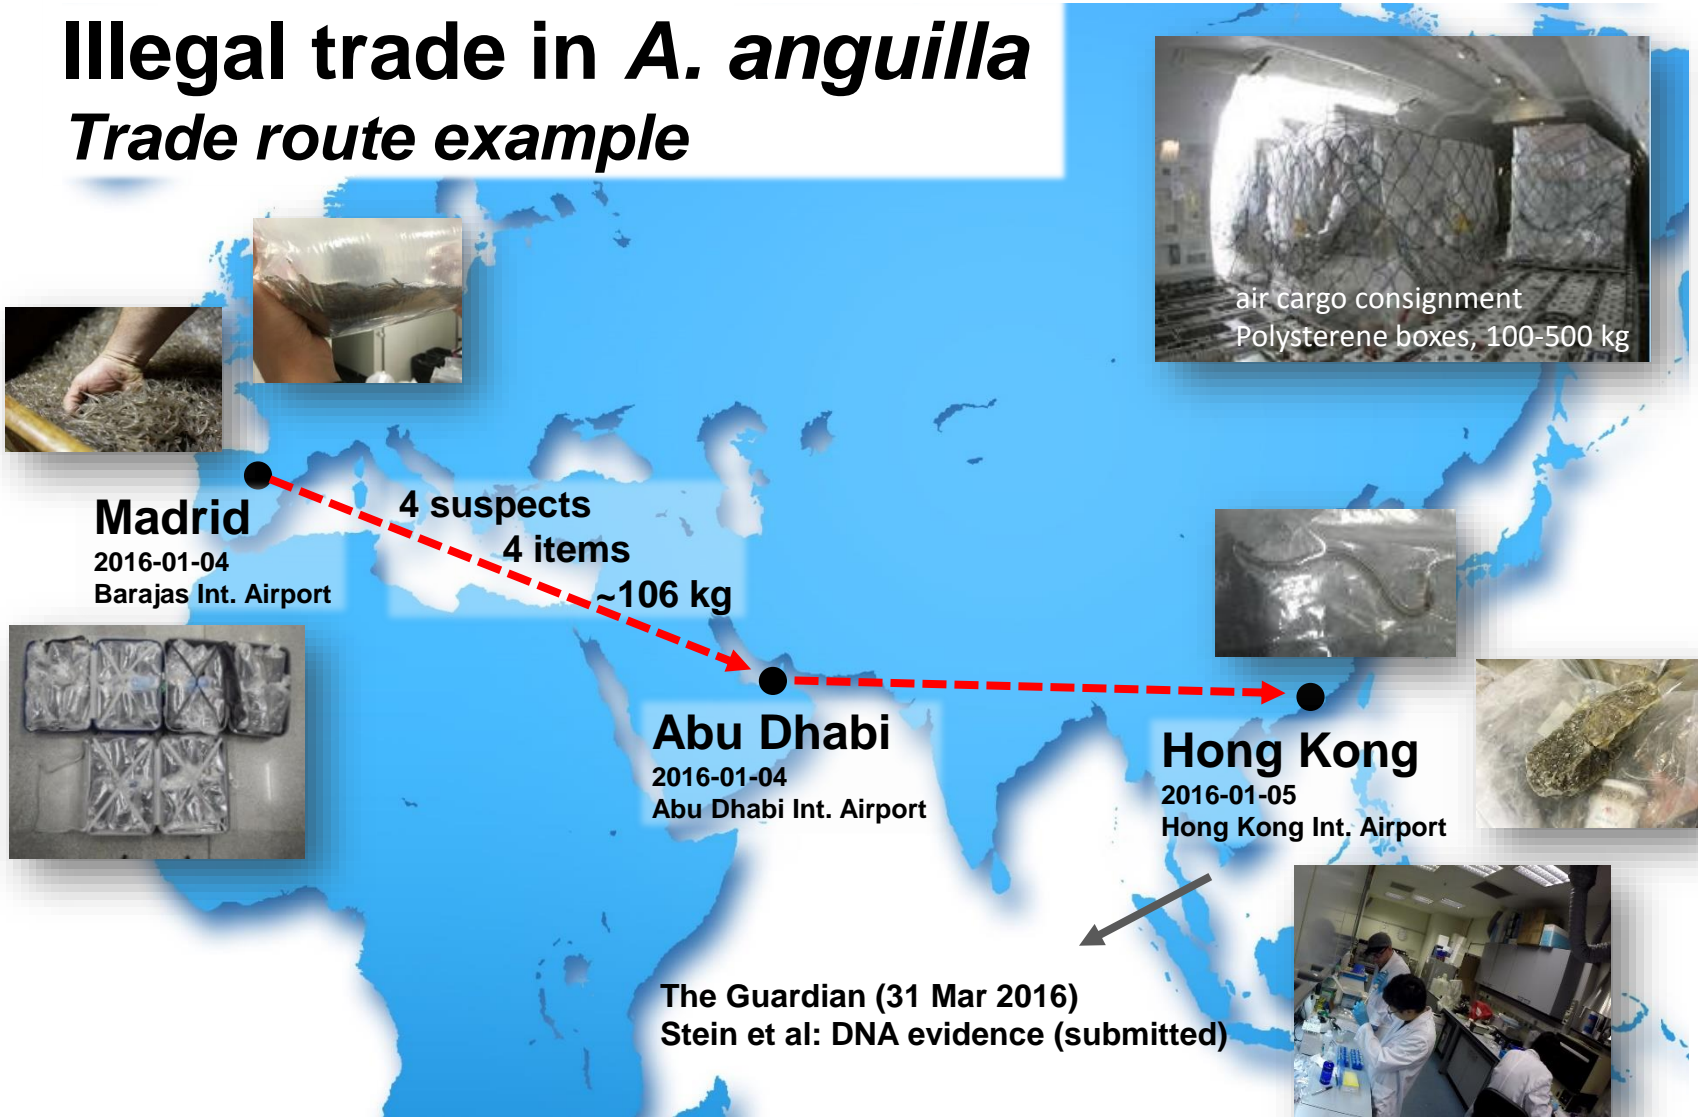 Illegal trade in A. anguilla
Trade route example
air cargo consignment
Polysterene boxes, 100-500 kg
4 suspects
4 items
~106 kg
Madrid
2016-01-04
Barajas Int. Airport
Abu Dhabi
2016-01-04
Abu Dhabi Int. Airport
Hong Kong
2016-01-05
Hong Kong Int. Airport
The Guardian (31 Mar 2016)
Stein et al: DNA evidence (submitted)